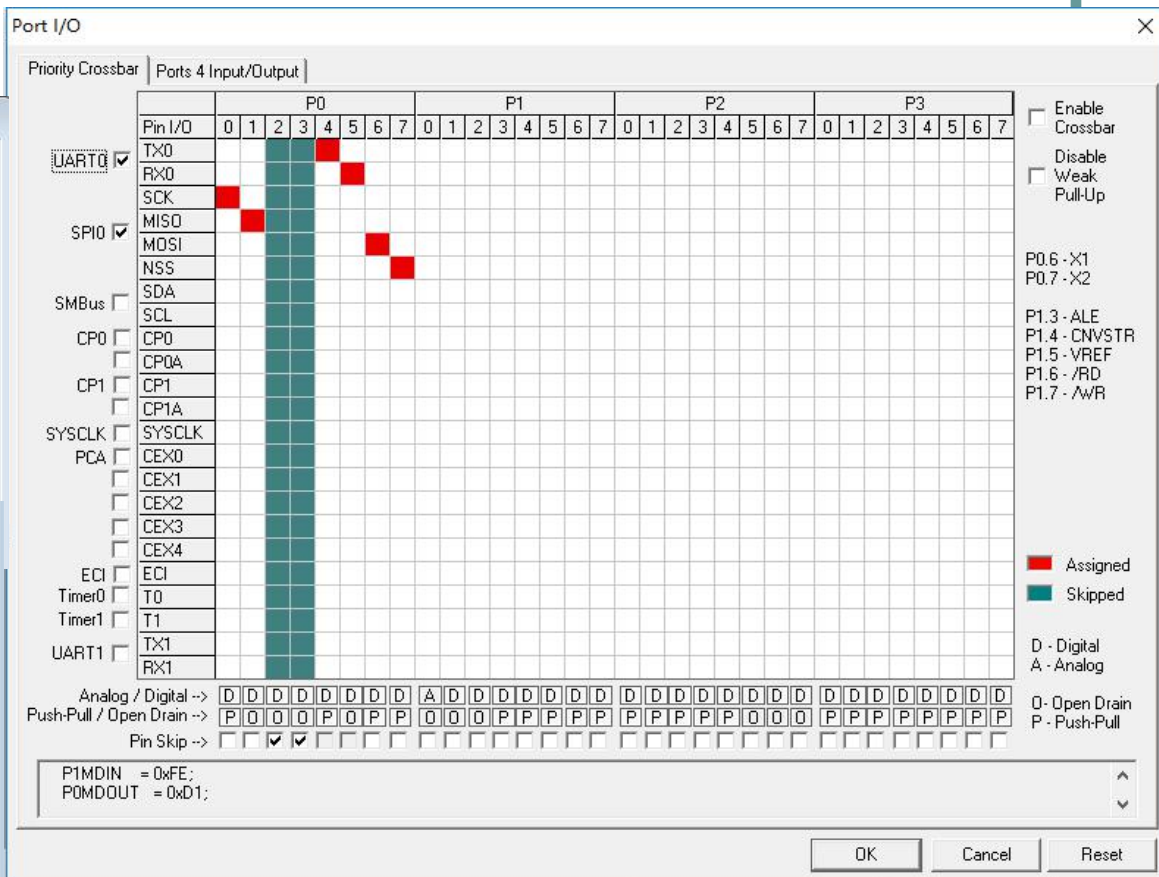 Port I/O
Priority Crossbar Ports 4 Input/Output
P0 P1 P2 P3
Pin I/O 0 1 2 3 4 5 6 7 0 1 2 3 4 5 6 7 0 1 2 3 4 5 6 7 0 1 2 3 4 5 6 7
Enable Crossbar
Disable Weak Pull-Up
UART0 TX0
RX0
SCK
SPI0 MISO
MOSI
NSS
SMBus SDA
SCL
CP0 CP0
CP0A
CP1 CP1
CP1A
SYSCLK SYSCLK
PCA CEX0
CEX1
CEX2
CEX3
CEX4
ECI ECI
Timer0 T0
Timer1 T1
UART1 TX1
RX1
P0.6 - X1
P0.7 - X2
P1.3 - ALE
P1.4 - CNVSTR
P1.5 - VREF
P1.6 - /RD
P1.7 - /WR
Assigned
Skipped
D - Digital
A - Analog
O- Open Drain
P - Push-Pull
Analog / Digital --> D D D D D D D D A D D D D D D D D D D D D D D D D D D D D D D D
Push-Pull / Open Drain --> P O O O P O P P O O O P P P P P P P P P P O O O P P P P P P P P
Pin Skip -->
P1MDIN = 0xFE;
P0MDOUT = 0xD1;
OK Cancel Reset